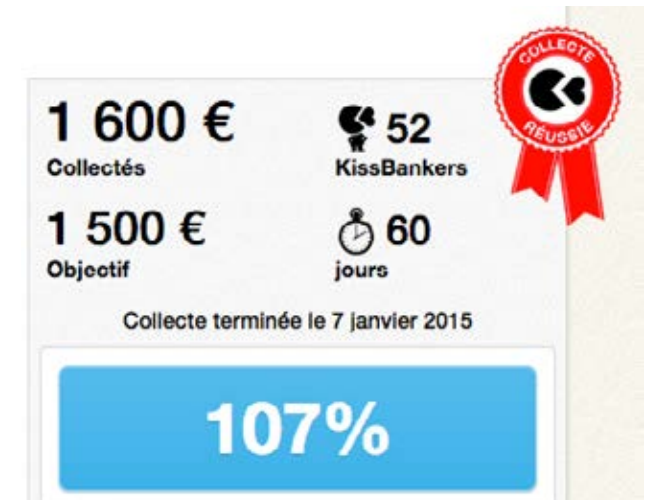 COLLECTE
RÉUSSIE
1 600 €
Collectés
52
KissBankers
1 500 €
Objectif
60
jours
Collecte terminée le 7 janvier 2015
107%